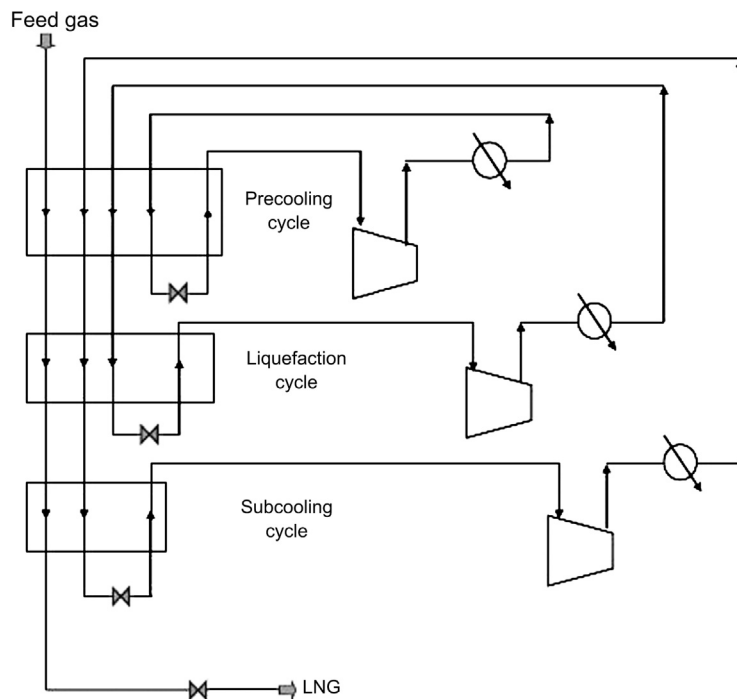 Feed gas
Precooling
cycle
Liquefaction
cycle
Subcooling
cycle
LNG